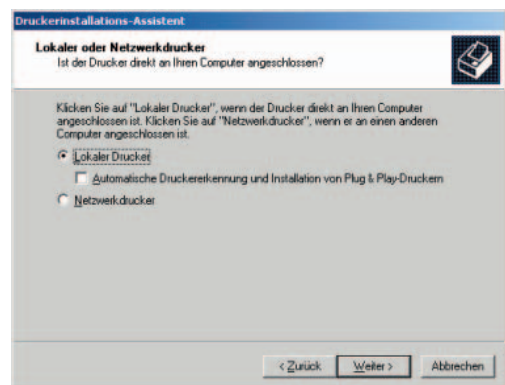 Druckerinstallations-Assistent
Lokaler oder Netzwerkdrucker
Ist der Drucker direkt an Ihren Computer angeschlossen?
Klicken Sie auf "Lokaler Drucker", wenn der Drucker direkt an Ihren Computer
angeschlossen ist. Klicken Sie auf "Netzwerkdrucker", wenn er an einen anderen
Computer angeschlossen ist.
Lokaler Drucker
Automatische Druckererkennung und Installation von Plug & Play-Druckern
Netzwerkdrucker
< Zurück Weiter > Abbrechen